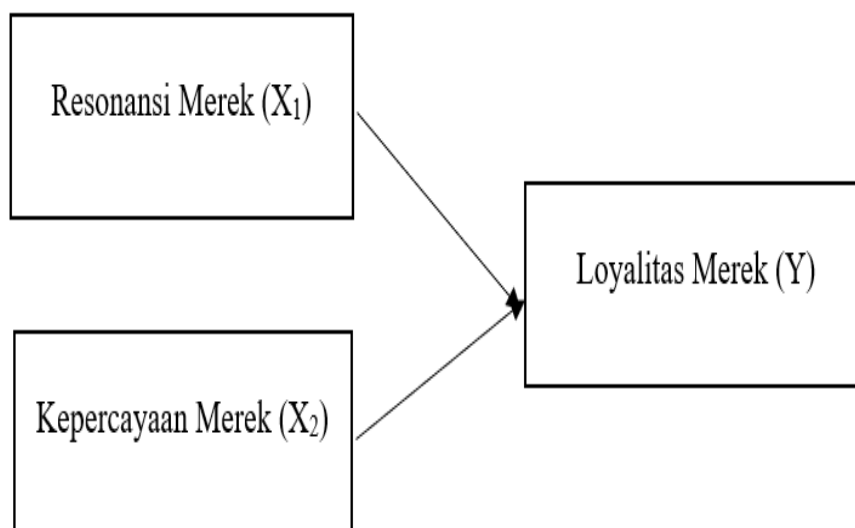 Resonansi Merek (X₁)
Loyalitas Merek (Y)
Kepercayaan Merek (X₂)